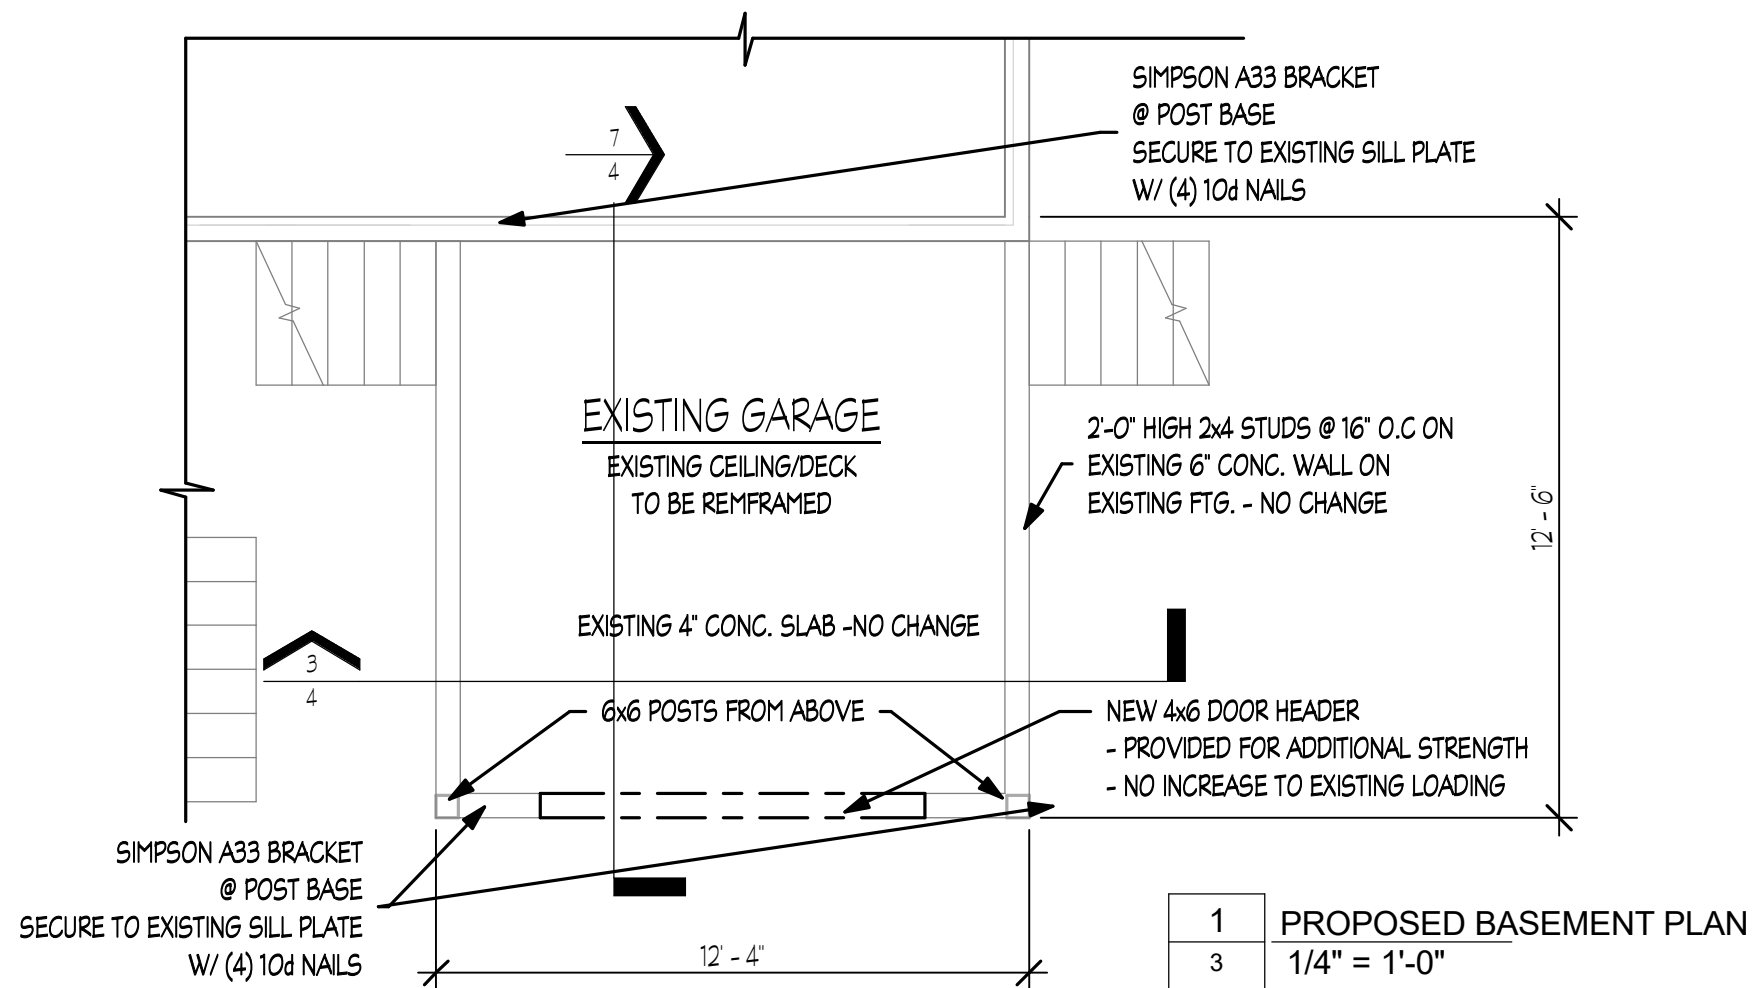 SIMPSON A33 BRACKET
@ POST BASE
SECURE TO EXISTING SILL PLATE
W/ (4) 10d NAILS
7
4
EXISTING GARAGE
EXISTING CEILING/DECK
TO BE REMFRAMED
2'-0" HIGH 2x4 STUDS @ 16" O.C ON
EXISTING 6" CONC. WALL ON
EXISTING FTG. - NO CHANGE
12' - 6"
EXISTING 4" CONC. SLAB -NO CHANGE
3
4
6x6 POSTS FROM ABOVE
NEW 4x6 DOOR HEADER
- PROVIDED FOR ADDITIONAL STRENGTH
- NO INCREASE TO EXISTING LOADING
SIMPSON A33 BRACKET
@ POST BASE
SECURE TO EXISTING SILL PLATE
W/ (4) 10d NAILS
12' - 4"
1
PROPOSED BASEMENT PLAN
3
1/4" = 1'-0"